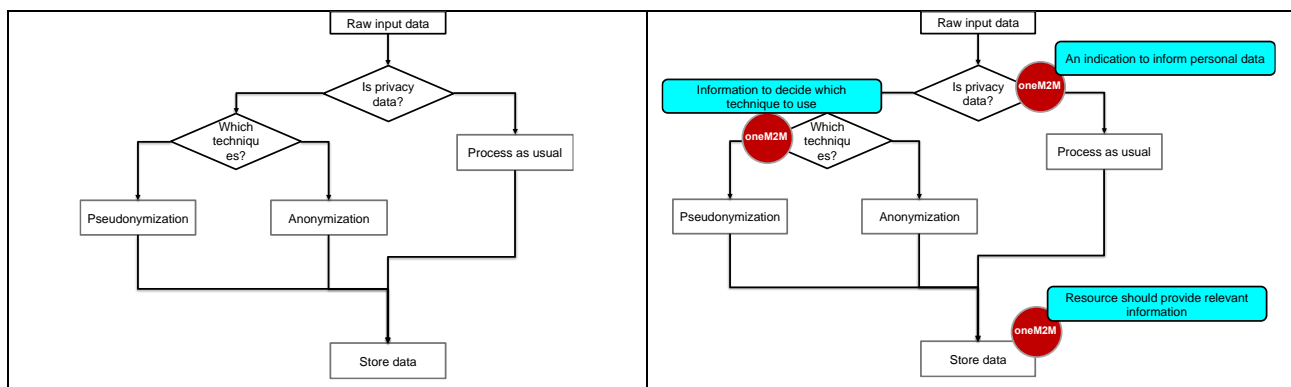 Raw input data
Is privacy
data?
Which
techniqu
es?
Process as usual
Pseudonymization
Anonymization
Store data
Raw input data
An indication to inform personal data
Information to decide which
technique to use
Is privacy
data?
oneM2M
oneM2M
Which
techniqu
es?
Process as usual
Pseudonymization
Anonymization
Resource should provide relevant
information
oneM2M
Store data